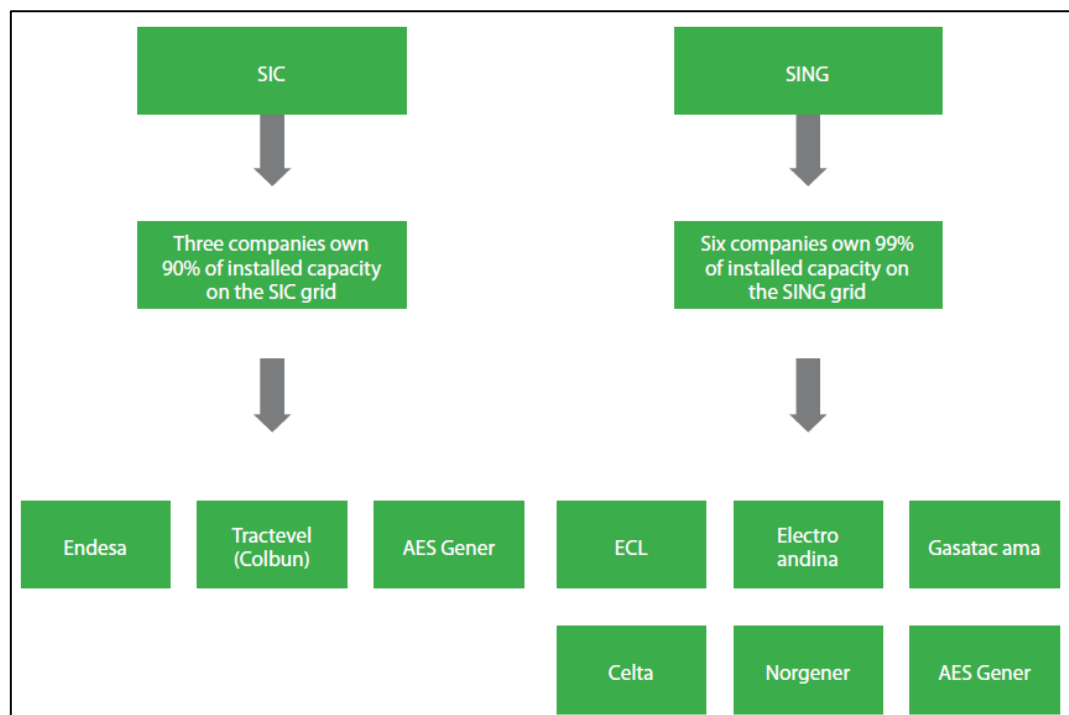 SIC
SING
Three companies own
90% of installed capacity
on the SIC grid
Six companies own 99%
of installed capacity on
the SING grid
Endesa
Tractevel
(Colbun)
AES Gener
ECL
Electro
andina
Gasatac ama
Celta
Norgener
AES Gener